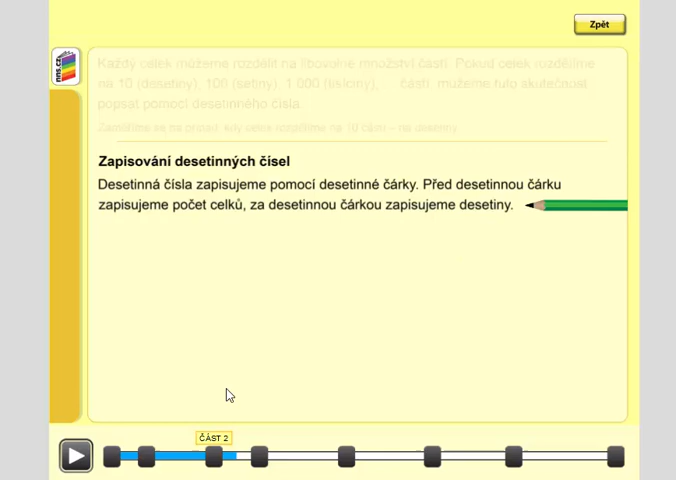 Zpět
nns.cz
Každý celek můžeme rozdělit na libovolné množství částí. Pokud celek rozdělíme
na 10 (desetiny), 100 (setiny), 1 000 (tisíciny), částí, můžeme tuto skutečnost
popsat pomocí desetinného čísla.
Zaměříme se na případ, kdy celek rozdělíme na 10 částí – na desetiny.
Zapisování desetinných čísel
Desetinná čísla zapisujeme pomocí desetinné čárky. Před desetinnou čárku
zapisujeme počet celků, za desetinnou čárkou zapisujeme desetiny.
ČÁST 2